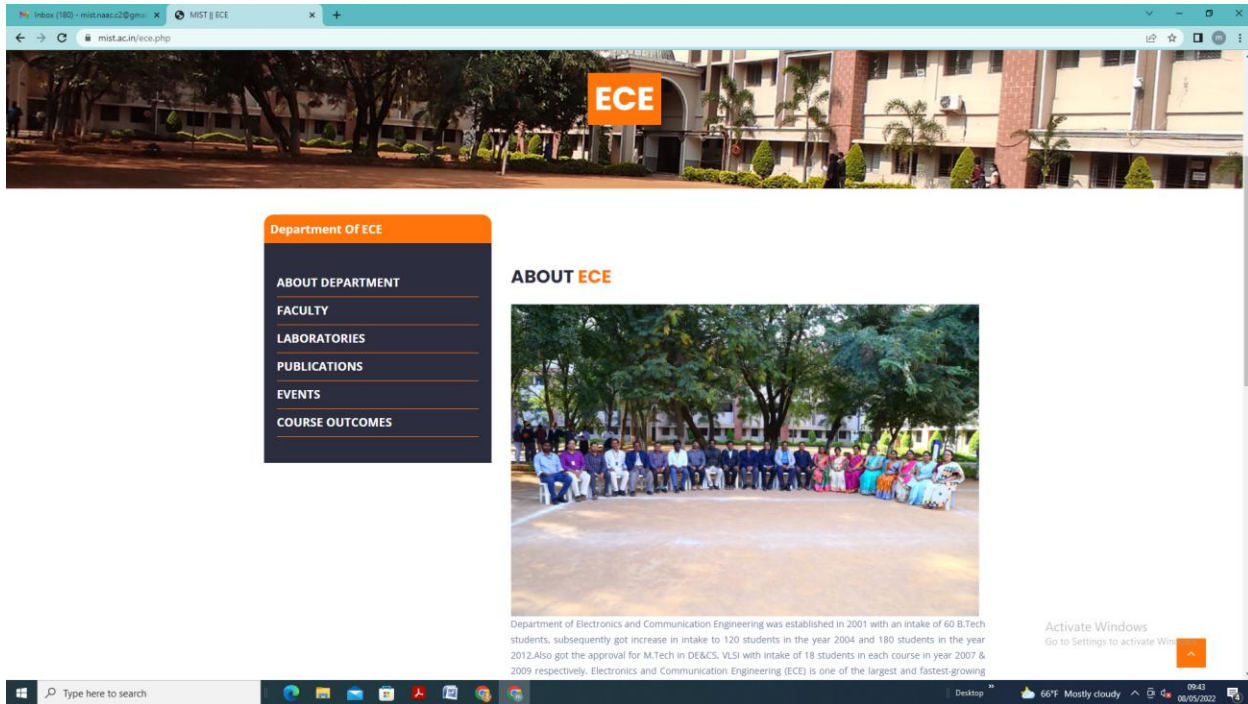 Inbox (180) - mistnaac.c2@gmai
MIST || ECE
mist.ac.in/ece.php
ECE
Department Of ECE
ABOUT DEPARTMENT
FACULTY
LABORATORIES
PUBLICATIONS
EVENTS
COURSE OUTCOMES
ABOUT ECE
Department of Electronics and Communication Engineering was established in 2001 with an intake of 60 B.Tech
students, subsequently got increase in intake to 120 students in the year 2004 and 180 students in the year
2012.Also got the approval for M.Tech in DE&CS, VLSI with intake of 18 students in each course in year 2007 &
2009 respectively. Electronics and Communication Engineering (ECE) is one of the largest and fastest-growing
Activate Windows
Go to Settings to activate Win
Type here to search
Desktop
66°F Mostly cloudy
09:43
08/05/2022